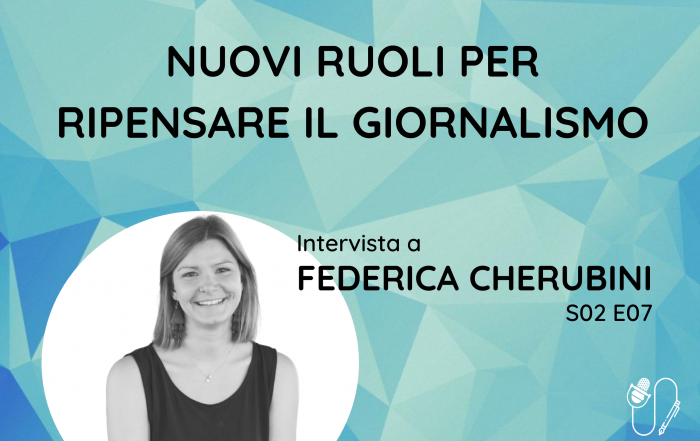 NUOVI RUOLI PER
RIPENSARE IL GIORNALISMO
Intervista a
FEDERICA CHERUBINI
S02 E07